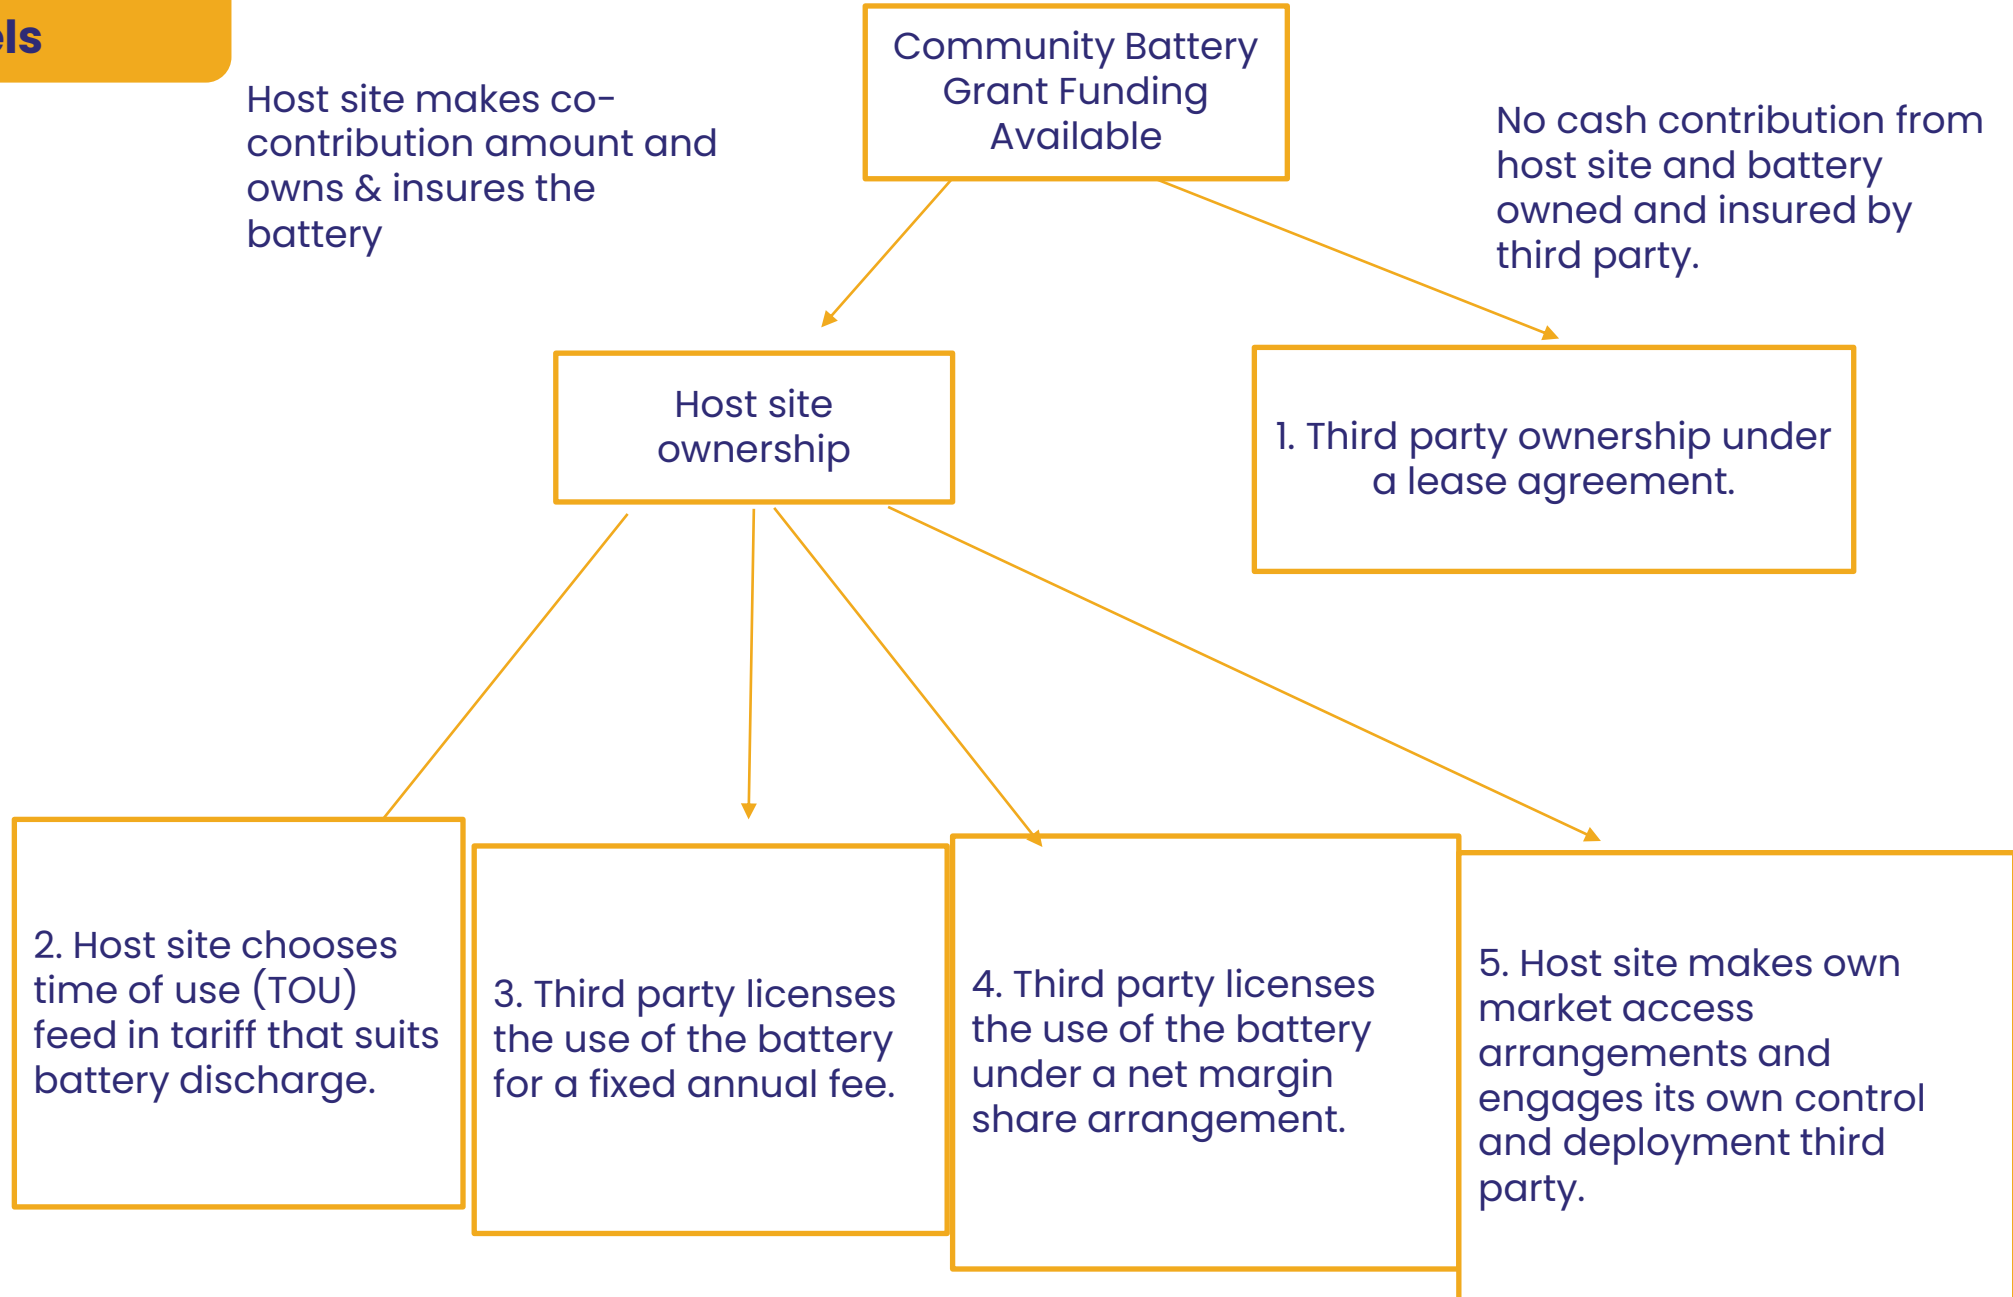 Community Battery
Grant Funding
Available
Host site makes co-
contribution amount and
owns & insures the
battery
No cash contribution from
host site and battery
owned and insured by
third party.
Host site
ownership
1. Third party ownership under
a lease agreement.
2. Host site chooses
time of use (TOU)
feed in tariff that suits
battery discharge.
3. Third party licenses
the use of the battery
for a fixed annual fee.
4. Third party licenses
the use of the battery
under a net margin
share arrangement.
5. Host site makes own
market access
arrangements and
engages its own control
and deployment third
party.